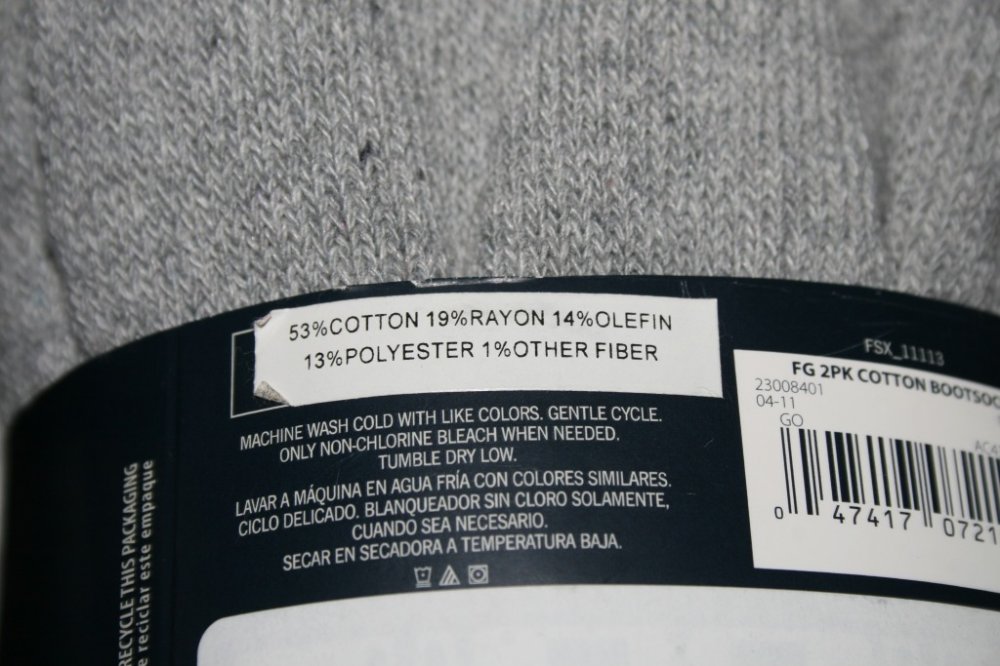 53%COTTON 19%RAYON 14%OLEFIN
13%POLYESTER 1%OTHER FIBER
MACHINE WASH COLD WITH LIKE COLORS. GENTLE CYCLE.
ONLY NON-CHLORINE BLEACH WHEN NEEDED.
TUMBLE DRY LOW.
LAVAR A MÁQUINA EN AGUA FRÍA CON COLORES SIMILARES.
CICLO DELICADO. BLANQUEADOR SIN CLORO SOLAMENTE,
CUANDO SEA NECESARIO.
SECAR EN SECADORA A TEMPERATURA BAJA.
RECYCLE THIS PACKAGING
reciclar este empaque
FSX_11113
FG 2PK COTTON
23008401
04-11
GO
0 47417 0721